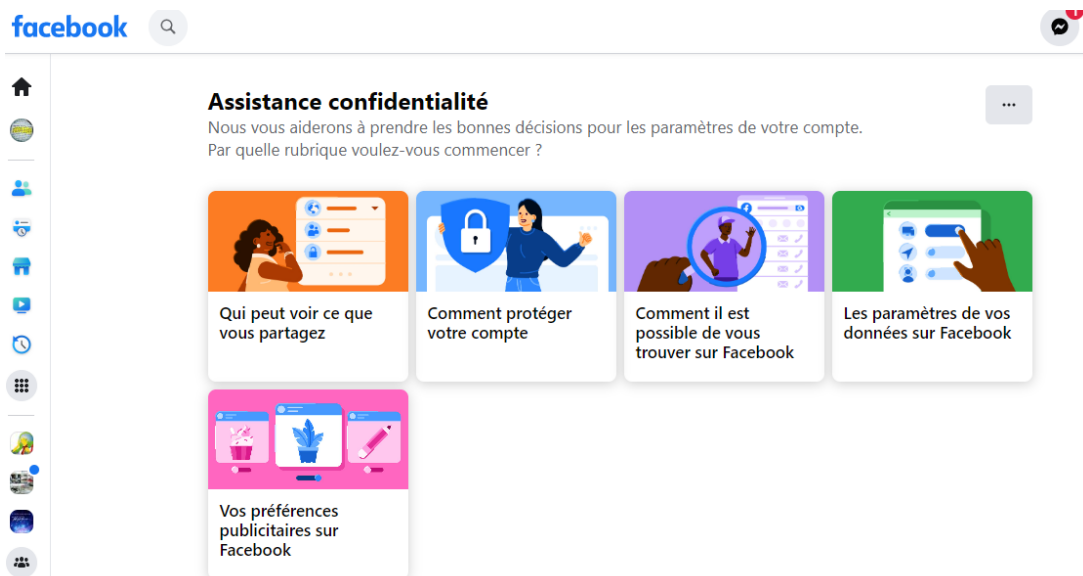 facebook
Assistance confidentialité
...
Nous vous aiderons à prendre les bonnes décisions pour les paramètres de votre compte.
Par quelle rubrique voulez-vous commencer ?
Qui peut voir ce que
vous partagez
Comment protéger
votre compte
Comment il est
possible de vous
trouver sur Facebook
Les paramètres de vos
données sur Facebook
Vos préférences
publicitaires sur
Facebook